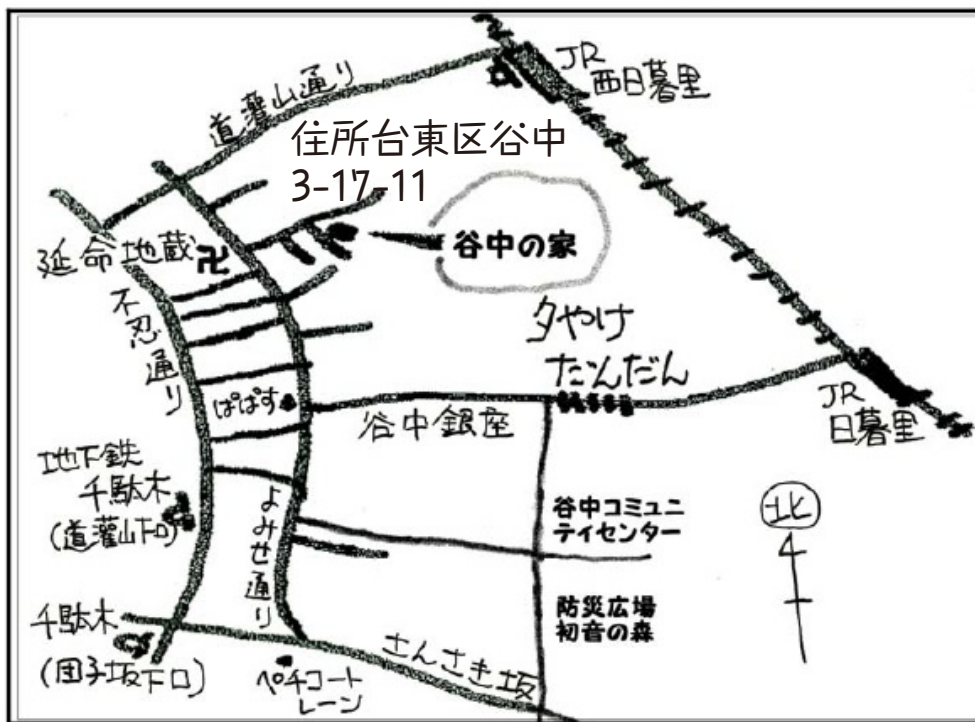 JR
西日暮里
道灌山通り
住所台東区谷中
3-17-11
延命地蔵
卍
谷中の家
不忍通り
夕やけ
たんだん
ぱぱす
谷中銀座
JR
日暮里
地下鉄
千駄木
(道灌山下口)
よみせ通り
谷中コミュニ
ティセンター
北
防災広場
初音の森
千駄木
(団子坂下口)
ペチコート
レーン
さんさき坂